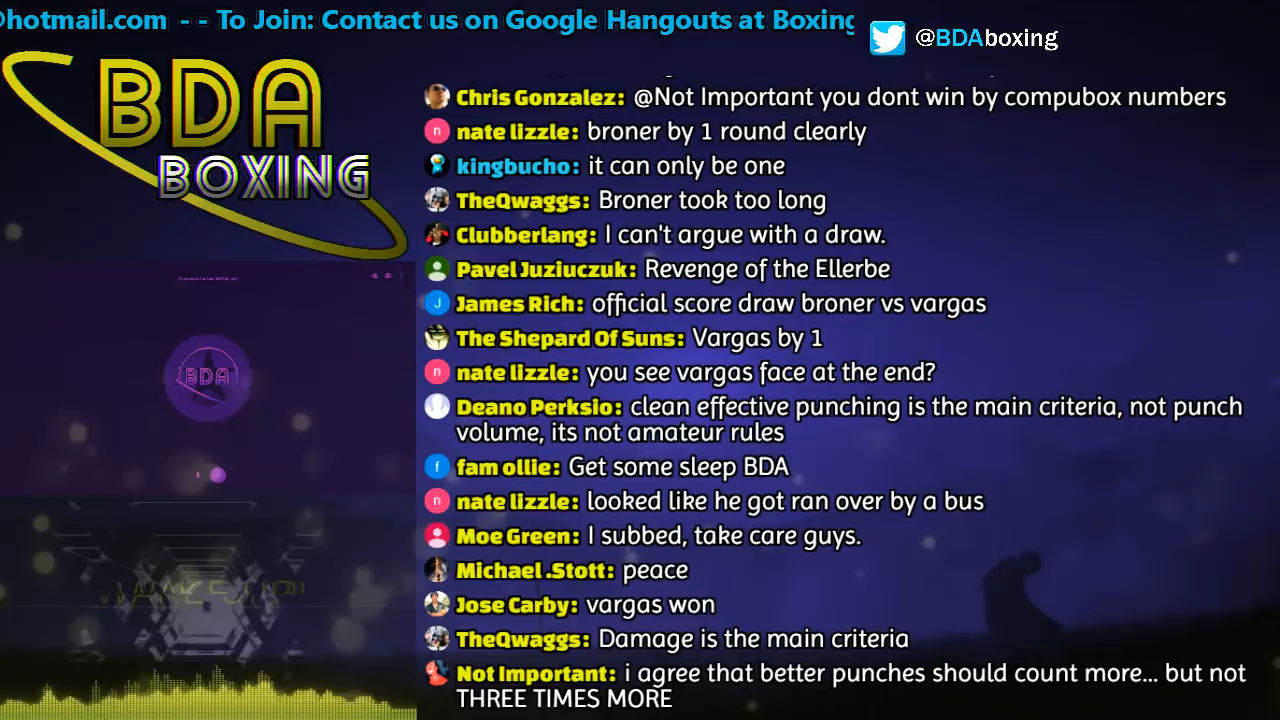 @hotmail.com - - To Join: Contact us on Google Hangouts at Boxing
@BDAboxing
BDA
BOXING
BDA
Chris Gonzalez: @Not Important you dont win by compubox numbers
nate lizzle: broner by 1 round clearly
kingbucho: it can only be one
TheQwaggs: Broner took too long
Clubberlang: I can't argue with a draw.
Pavel Juziuczuk: Revenge of the Ellerbe
James Rich: official score draw broner vs vargas
The Shepard Of Suns: Vargas by 1
nate lizzle: you see vargas face at the end?
Deano Perksio: clean effective punching is the main criteria, not punch
volume, its not amateur rules
fam ollie: Get some sleep BDA
nate lizzle: looked like he got ran over by a bus
Moe Green: I subbed, take care guys.
Michael .Stott: peace
Jose Carby: vargas won
TheQwaggs: Damage is the main criteria
Not Important: i agree that better punches should count more... but not
THREE TIMES MORE